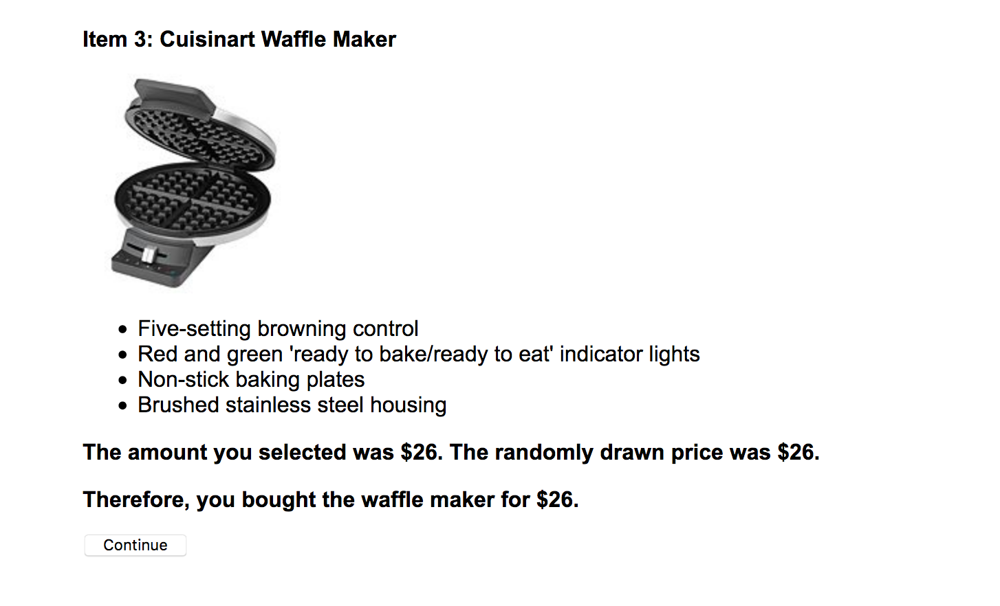 Item 3: Cuisinart Waffle Maker
• Five-setting browning control
• Red and green 'ready to bake/ready to eat' indicator lights
• Non-stick baking plates
• Brushed stainless steel housing
The amount you selected was $26. The randomly drawn price was $26.
Therefore, you bought the waffle maker for $26.
Continue